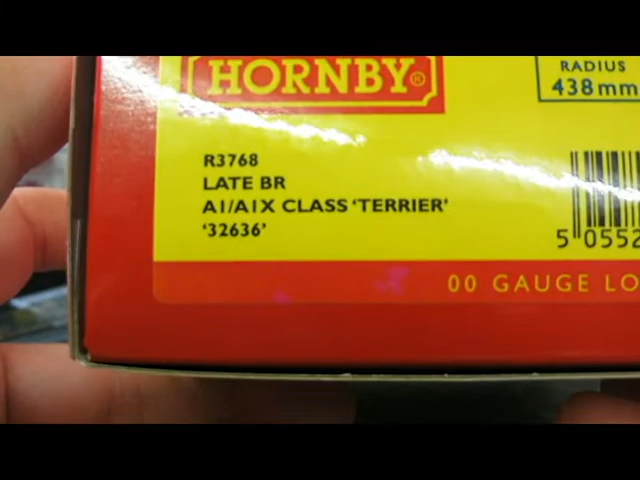 HORNBY®
RADIUS
438mm
R3768
LATE BR
A1/A1X CLASS ‘TERRIER’
‘32636’
5 0552
00 GAUGE LO